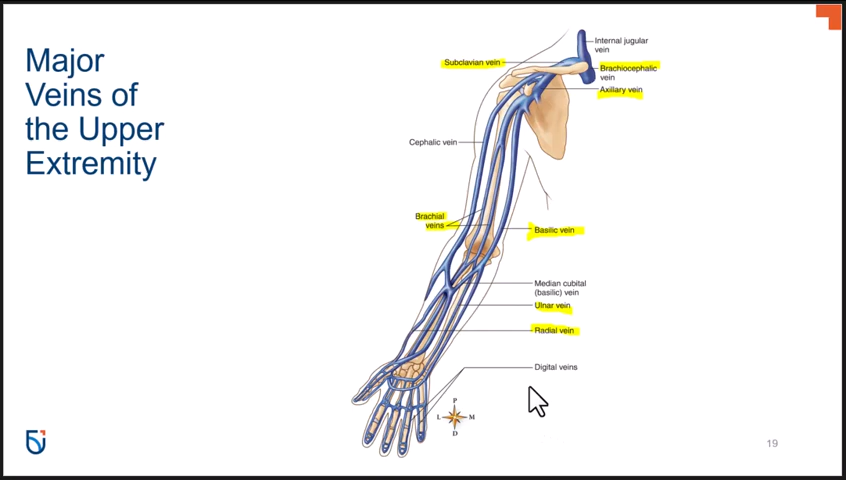 Major
Veins of
the Upper
Extremity
Internal jugular
vein
Subclavian vein
Brachiocephalic
vein
Axillary vein
Cephalic vein
Brachial
veins
Basilic vein
Median cubital
(basilic) vein
Ulnar vein
Radial vein
Digital veins
P
L M
D
19